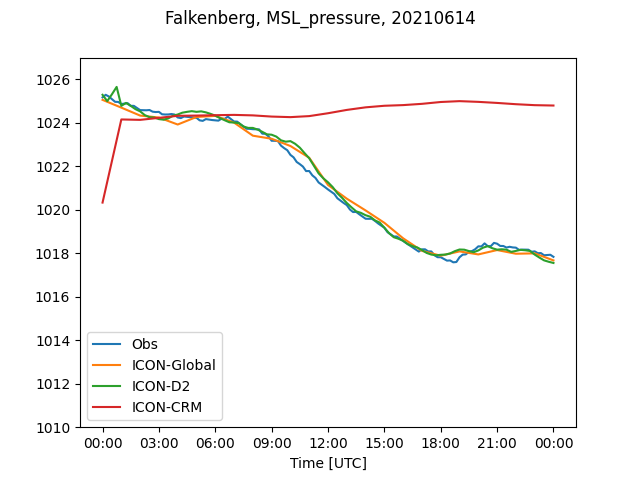 Falkenberg, MSL_pressure, 20210614
1026
1024
1022
1020
1018
1016
1014
1012
1010
Obs
ICON-Global
ICON-D2
ICON-CRM
00:00 03:00 06:00 09:00 12:00 15:00 18:00 21:00 00:00
Time [UTC]